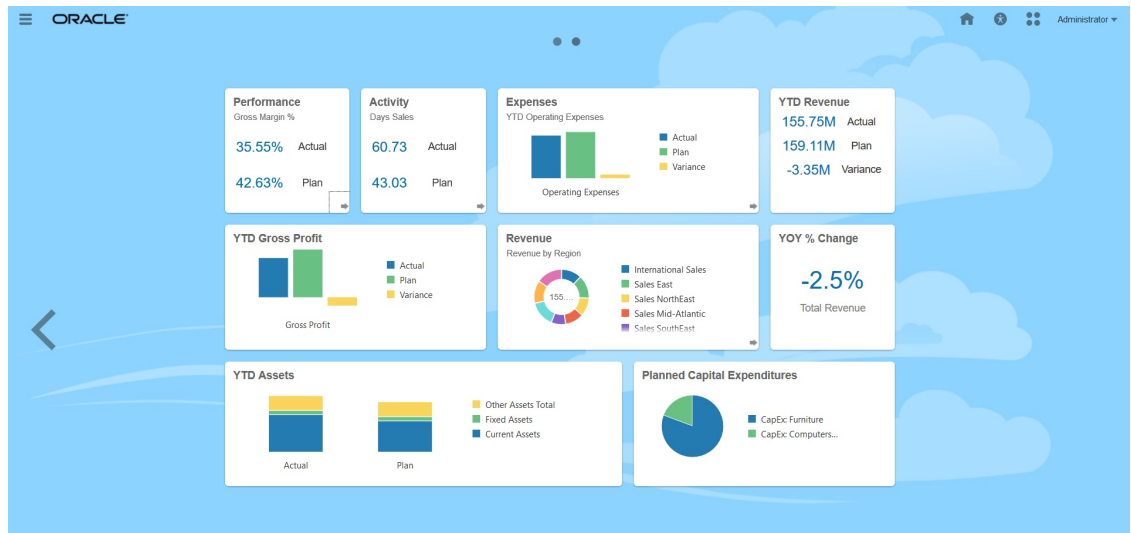 ORACLE
Administrator
Performance
Gross Margin %
35.55% Actual
42.63% Plan
Activity
Days Sales
60.73 Actual
43.03 Plan
Expenses
YTD Operating Expenses
Actual
Plan
Variance
Operating Expenses
YTD Revenue
155.75M Actual
159.11M Plan
-3.35M Variance
YTD Gross Profit
Actual
Plan
Variance
Gross Profit
Revenue
Revenue by Region
155....
International Sales
Sales East
Sales NorthEast
Sales Mid-Atlantic
Sales SouthEast
YOY % Change
-2.5%
Total Revenue
YTD Assets
Other Assets Total
Fixed Assets
Current Assets
Actual Plan
Planned Capital Expenditures
CapEx: Furniture
CapEx: Computers...